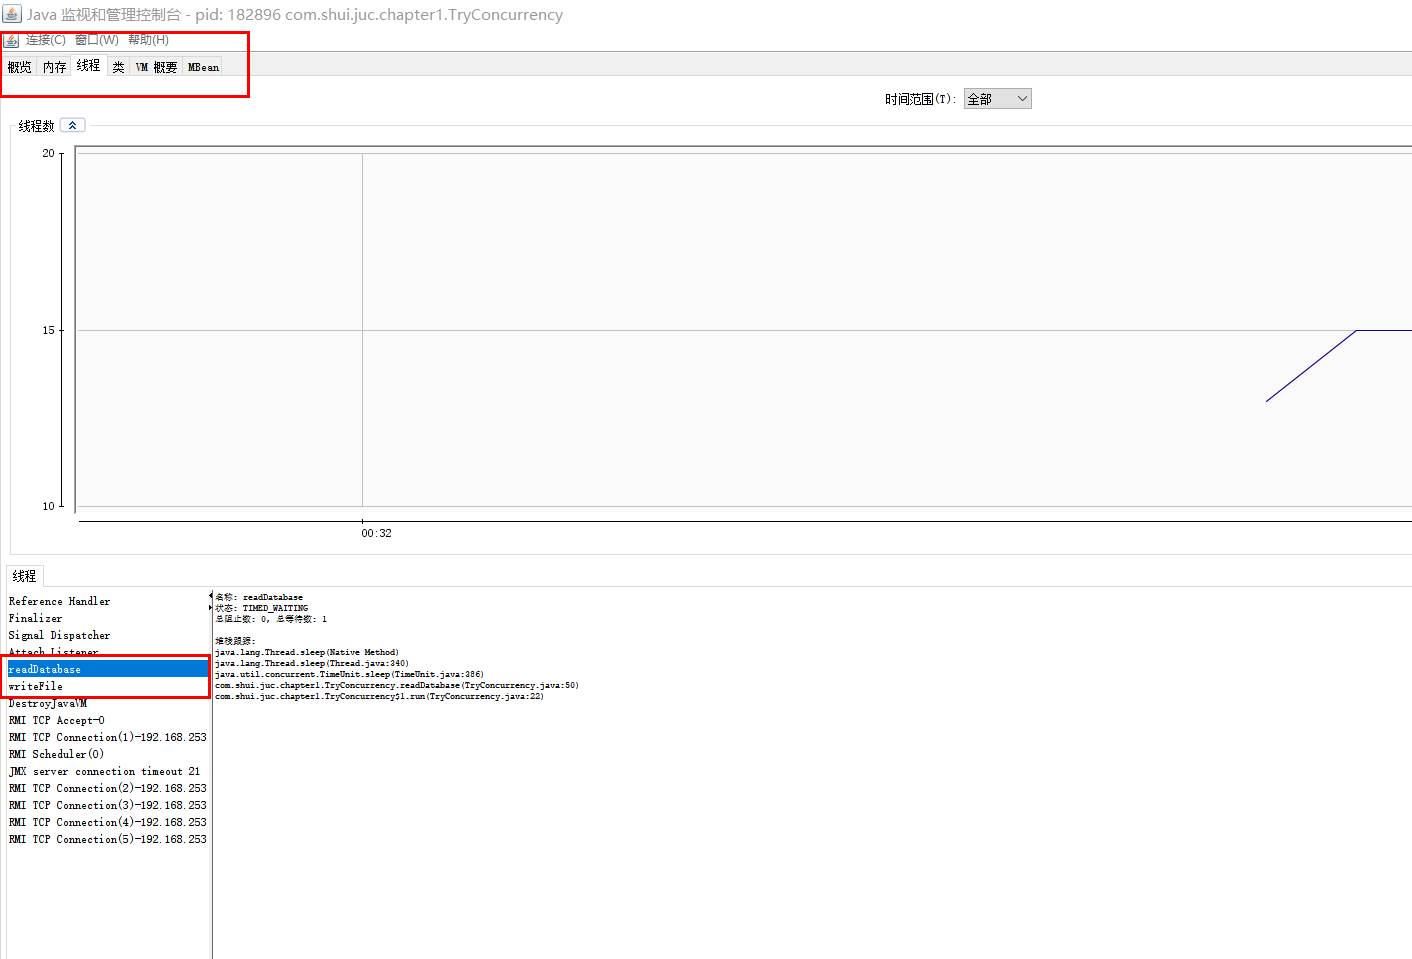 Java 监视和管理控制台 - pid: 182896 com.shui.juc.chapter1.TryConcurrency
连接(C) 窗口(W) 帮助(H)
概览 内存 线程 类 VM 概要 MBean
时间范围(T): 全部
线程数
20
15
10
00:32
线程
Reference Handler
Finalizer
Signal Dispatcher
Attach Listener
readDatabase
writeFile
DestroyJavaVM
RMI TCP Accept-0
RMI TCP Connection(1)-192.168.253
RMI Scheduler(0)
JMX server connection timeout 21
RMI TCP Connection(2)-192.168.253
RMI TCP Connection(3)-192.168.253
RMI TCP Connection(4)-192.168.253
RMI TCP Connection(5)-192.168.253
名称: readDatabase
状态: TIMED_WAITING
总阻止数: 0, 总等待数: 1
堆栈跟踪:
java.lang.Thread.sleep(Native Method)
java.lang.Thread.sleep(Thread.java:340)
java.util.concurrent.TimeUnit.sleep(TimeUnit.java:386)
com.shui.juc.chapter1.TryConcurrency.readDatabase(TryConcurrency.java:50)
com.shui.juc.chapter1.TryConcurrency$1.run(TryConcurrency.java:22)